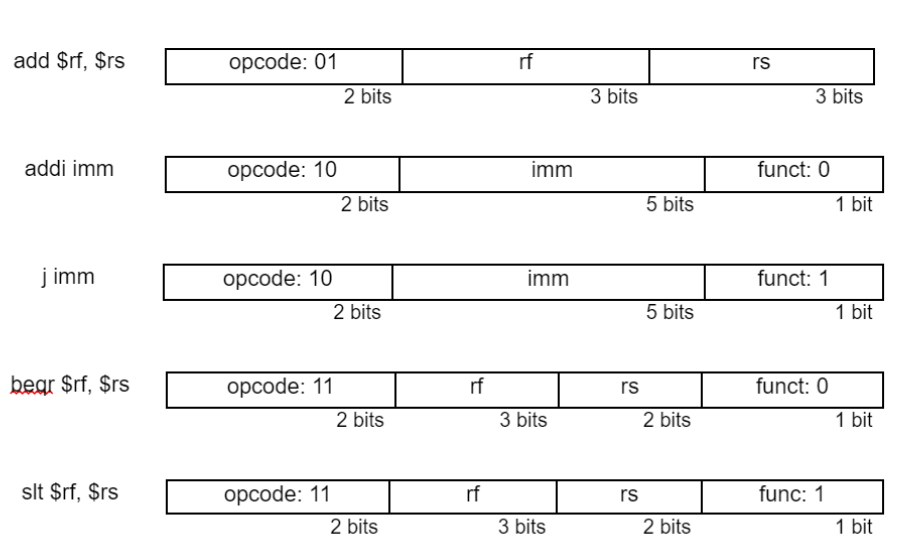 add $rf, $rs opcode: 01 rf rs
2 bits 3 bits 3 bits
addi imm opcode: 10 imm funct: 0
2 bits 5 bits 1 bit
j imm opcode: 10 imm funct: 1
2 bits 5 bits 1 bit
beqr $rf, $rs opcode: 11 rf rs funct: 0
2 bits 3 bits 2 bits 1 bit
slt $rf, $rs opcode: 11 rf rs func: 1
2 bits 3 bits 2 bits 1 bit